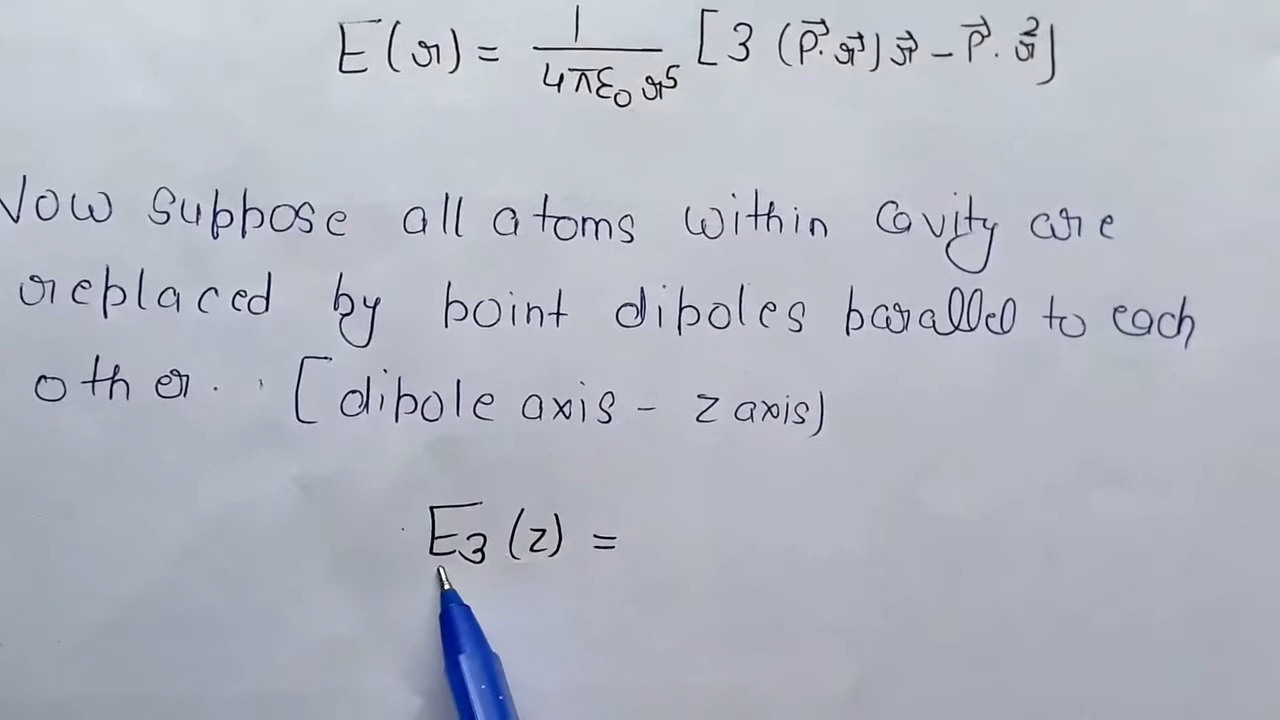 E(r) = 1 / 4πε₀r⁵ [3 (p⃗.r⃗) r⃗ - p⃗.r⃗²]
Now suppose all atoms within cavity are
replaced by point dipoles parallel to each
other. [dipole axis - z axis)
E₃ (z) =